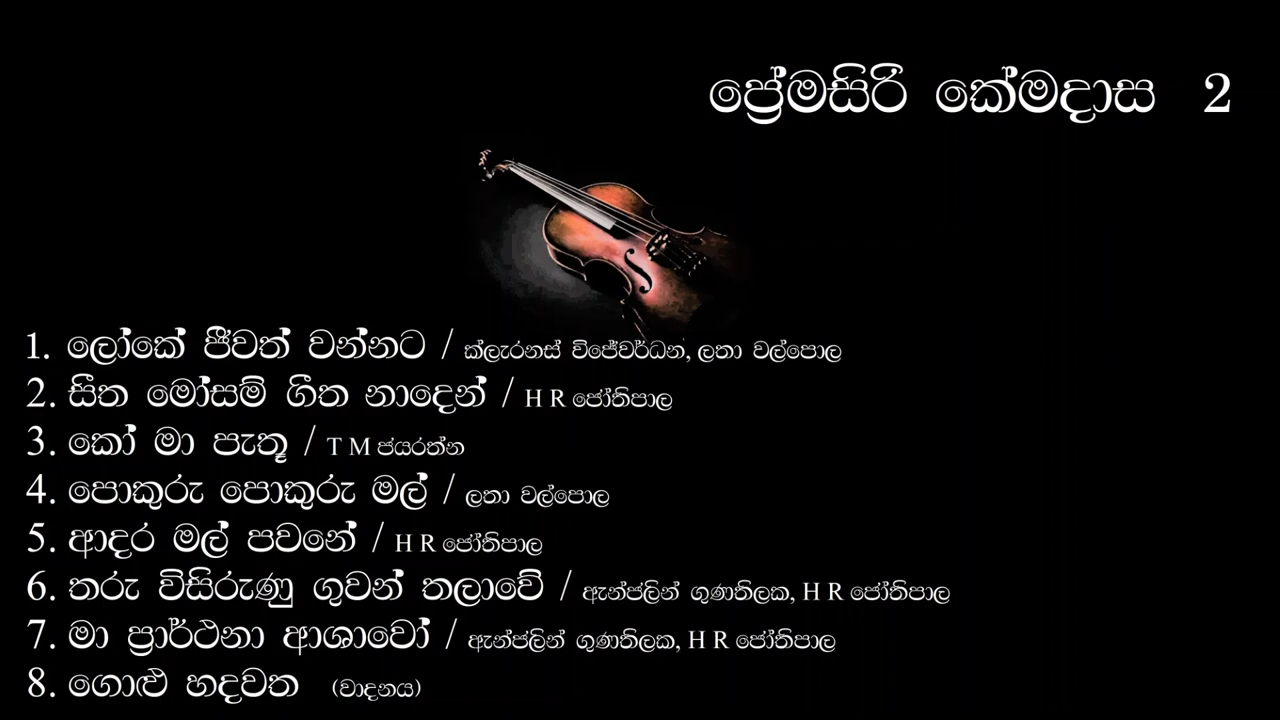 ප්‍රේමසිරි කේමදාස 2
1. ලෝකේ ජීවත් වන්නට / ක්ලැරනස් විජේවර්ධන, ලතා වල්පොල
2. සීත මෝසම් ගීත නාදෙන් / H R ජෝතිපාල
3. කෝ මා පැතූ / T M ජයරත්න
4. පොකුරු පොකුරු මල් / ලතා වල්පොල
5. ආදර මල් පවනේ / H R ජෝතිපාල
6. තරු විසිරුණු ගුවන් තලාවේ / ඇන්ජලින් ගුණතිලක, H R ජෝතිපාල
7. මා ප්‍රාර්ථනා ආශාවෝ / ඇන්ජලින් ගුණතිලක, H R ජෝතිපාල
8. ගොළු හදවත (වාදනය)